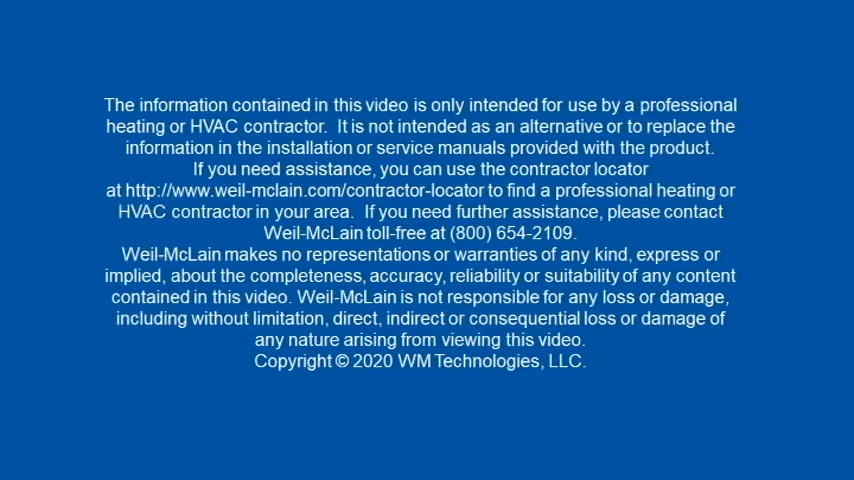 The information contained in this video is only intended for use by a professional
heating or HVAC contractor.  It is not intended as an alternative or to replace the
information in the installation or service manuals provided with the product.
If you need assistance, you can use the contractor locator
at http://www.weil-mclain.com/contractor-locator to find a professional heating or
HVAC contractor in your area.  If you need further assistance, please contact
Weil-McLain toll-free at (800) 654-2109.
Weil-McLain makes no representations or warranties of any kind, express or
implied, about the completeness, accuracy, reliability or suitability of any content
contained in this video. Weil-McLain is not responsible for any loss or damage,
including without limitation, direct, indirect or consequential loss or damage of
any nature arising from viewing this video.
Copyright © 2020 WM Technologies, LLC.